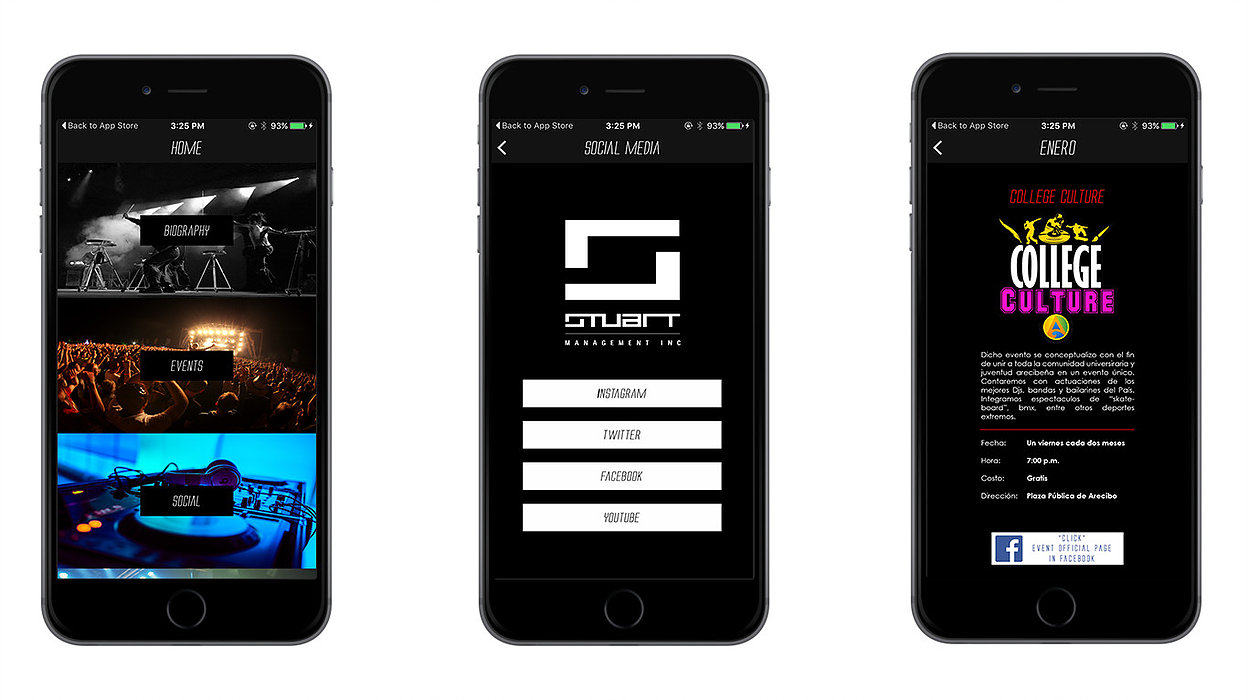 Back to App Store 3:25 PM 93%
HOME
BIOGRAPHY
EVENTS
SOCIAL
Back to App Store 3:25 PM 93%
SOCIAL MEDIA
STUART
MANAGEMENT INC
INSTAGRAM
TWITTER
FACEBOOK
YOUTUBE
Back to App Store 3:25 PM 93%
ENERO
COLLEGE CULTURE
COLLEGE
CULTURE
Dicho evento se conceptualizo con el fin
de unir a toda la comunidad universiraria y
juventud arecibeña en un evento único.
Contaremos con actuaciones de los
mejores Djs, bandas y bailarines del País.
Integramos espectaculos de "skate-
board", bmx, entre otros deportes
extremos.
Fecha: Un viernes cada dos meses
Hora: 7:00 p.m.
Costo: Gratis
Dirección: Plaza Pública de Arecibo
"CLICK"
EVENT OFFICIAL PAGE
IN FACEBOOK